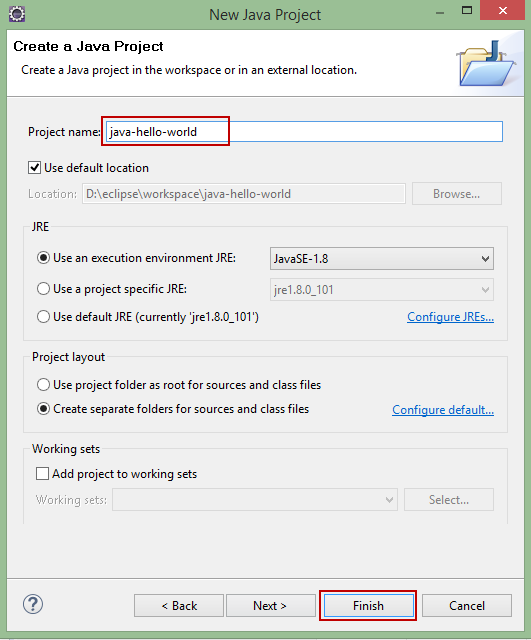 New Java Project
Create a Java Project
Create a Java project in the workspace or in an external location.
Project name: java-hello-world
Use default location
Location: D:\eclipse\workspace\java-hello-world Browse...
JRE
Use an execution environment JRE: JavaSE-1.8
Use a project specific JRE: jre1.8.0_101
Use default JRE (currently 'jre1.8.0_101') Configure JREs...
Project layout
Use project folder as root for sources and class files
Create separate folders for sources and class files Configure default...
Working sets
Add project to working sets
Working sets: Select...
? < Back Next > Finish Cancel